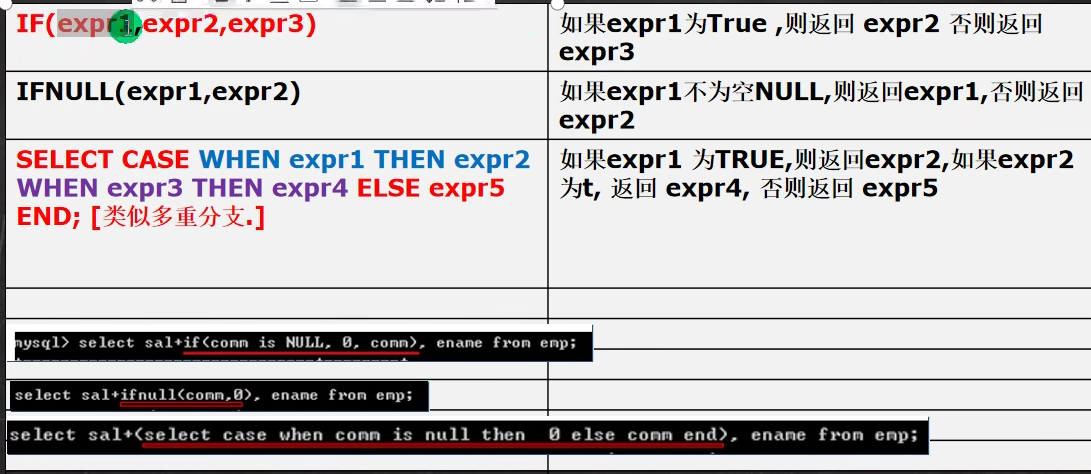 IF(expr1,expr2,expr3)
如果expr1为True ,则返回 expr2 否则返回
expr3
IFNULL(expr1,expr2)
如果expr1不为空NULL,则返回expr1,否则返回
expr2
SELECT CASE WHEN expr1 THEN expr2
WHEN expr3 THEN expr4 ELSE expr5
END; [类似多重分支.]
如果expr1 为TRUE,则返回expr2,如果expr2
为t, 返回 expr4, 否则返回 expr5
mysql> select sal+if(comm is NULL, 0, comm), ename from emp;
select sal+ifnull(comm,0), ename from emp;
select sal+(select case when comm is null then  0 else comm end), ename from emp;